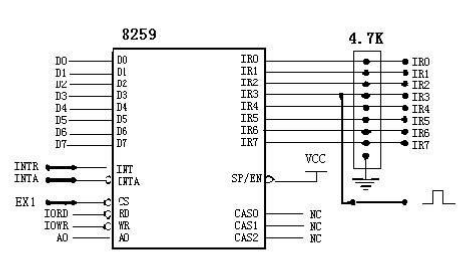 8259
4.7K
D0 D0 IR0 IR0
D1 D1 IR1 IR1
D2 D2 IR2 IR2
D3 D3 IR3 IR3
D4 D4 IR4 IR4
D5 D5 IR5 IR5
D6 D6 IR6 IR6
D7 D7 IR7 IR7
VCC
INTR INT
INTA INTA SP/EN
EX1 CS
IORD RD CAS0 NC
IOWR WR CAS1 NC
A0 A0 CAS2 NC